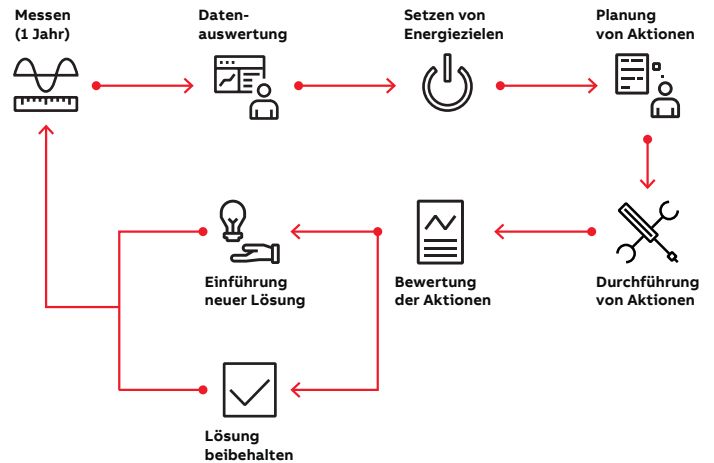 Messen
(1 Jahr)
Daten-
auswertung
Setzen von
Energiezielen
Planung
von Aktionen
Einführung
neuer Lösung
Bewertung
der Aktionen
Durchführung
von Aktionen
Lösung
beibehalten